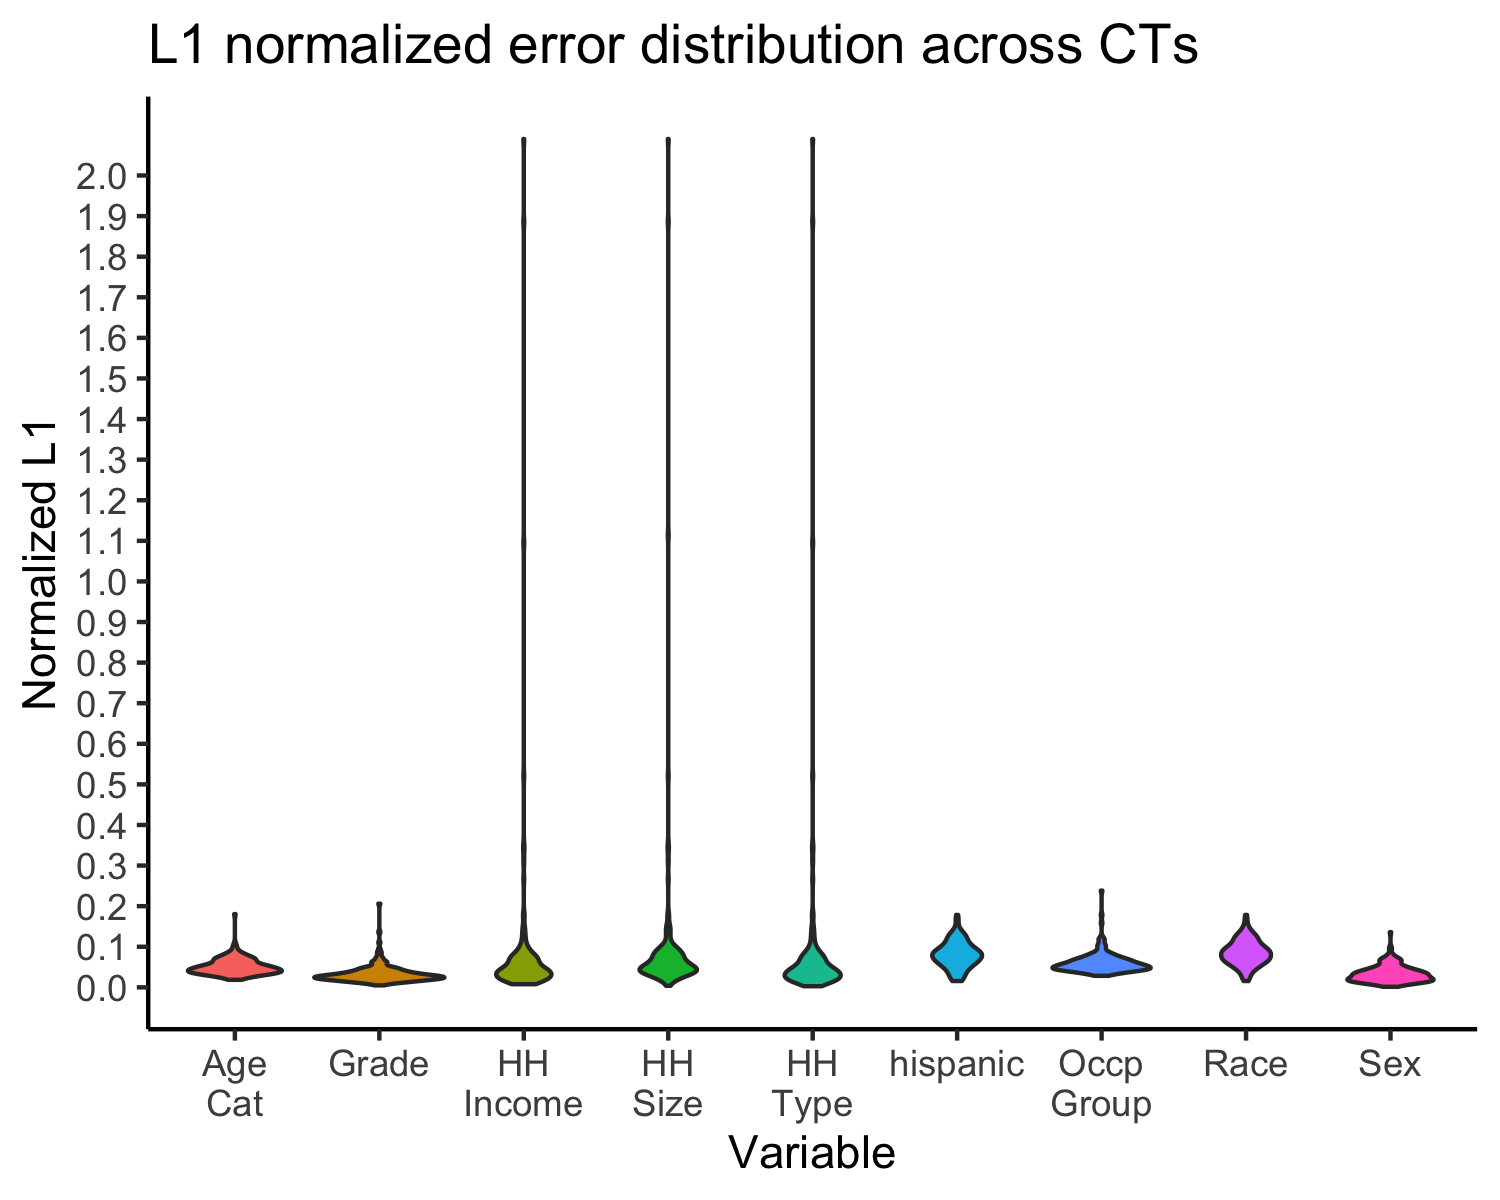 L1 normalized error distribution across CTs
Normalized L1
2.0
1.9
1.8
1.7
1.6
1.5
1.4
1.3
1.2
1.1
1.0
0.9
0.8
0.7
0.6
0.5
0.4
0.3
0.2
0.1
0.0
Age
Cat
Grade
HH
Income
HH
Size
HH
Type
hispanic
Occp
Group
Race
Sex
Variable